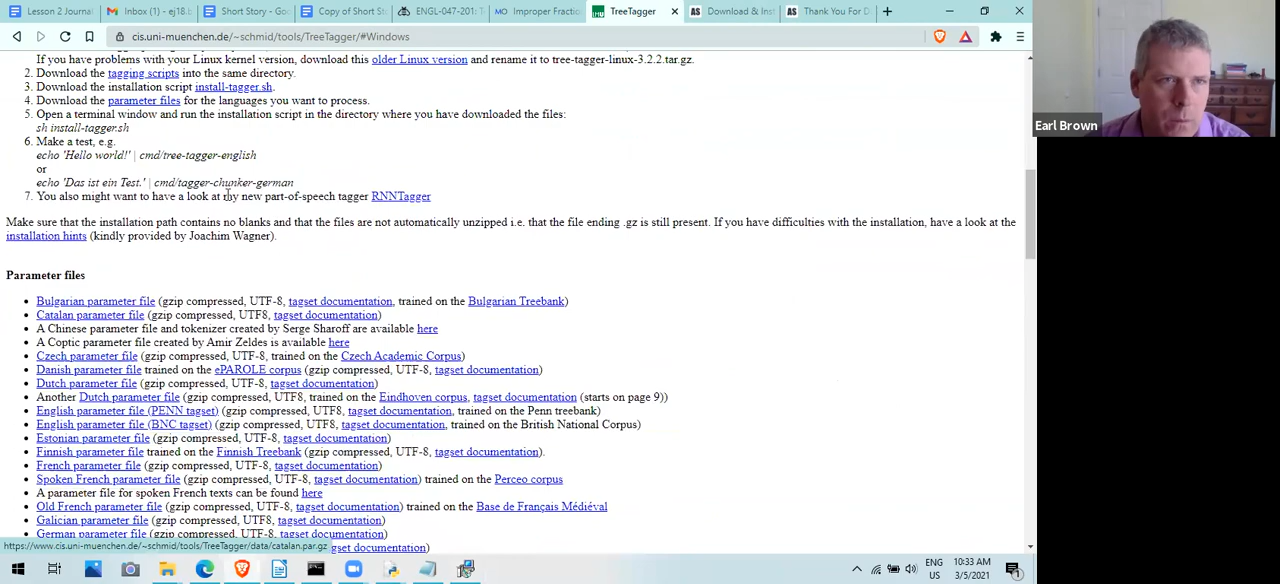 Lesson 2 Journal
Inbox (1) - ej18.b
Short Story - Goo
Copy of Short St
ENGL-047-201: T
MO Improper Fractio
TreeTagger
AS Download & Inst
AS Thank You For D
cis.uni-muenchen.de/~schmid/tools/TreeTagger/#Windows
If you have problems with your Linux kernel version, download this older Linux version and rename it to tree-tagger-linux-3.2.2.tar.gz.
2. Download the tagging scripts into the same directory.
3. Download the installation script install-tagger.sh.
4. Download the parameter files for the languages you want to process.
5. Open a terminal window and run the installation script in the directory where you have downloaded the files:
sh install-tagger.sh
6. Make a test, e.g.
echo 'Hello world!' | cmd/tree-tagger-english
or
echo 'Das ist ein Test.' | cmd/tagger-chunker-german
7. You also might want to have a look at my new part-of-speech tagger RNNTagger
Make sure that the installation path contains no blanks and that the files are not automatically unzipped i.e. that the file ending .gz is still present. If you have difficulties with the installation, have a look at the
installation hints (kindly provided by Joachim Wagner).
Parameter files
• Bulgarian parameter file (gzip compressed, UTF-8, tagset documentation, trained on the Bulgarian Treebank)
• Catalan parameter file (gzip compressed, UTF-8, tagset documentation)
• A Chinese parameter file and tokenizer created by Serge Sharoff are available here
• A Coptic parameter file created by Amir Zeldes is available here
• Czech parameter file (gzip compressed, UTF-8, trained on the Czech Academic Corpus)
• Danish parameter file trained on the ePAROLE corpus (gzip compressed, UTF-8, tagset documentation)
• Dutch parameter file (gzip compressed, UTF-8, tagset documentation)
• Another Dutch parameter file (gzip compressed, UTF-8, trained on the Eindhoven corpus, tagset documentation (starts on page 9))
• English parameter file (PENN tagset) (gzip compressed, UTF8, tagset documentation, trained on the Penn treebank)
• English parameter file (BNC tagset) (gzip compressed, UTF8, tagset documentation, trained on the British National Corpus)
• Estonian parameter file (gzip compressed, UTF-8, tagset documentation)
• Finnish parameter file trained on the Finnish Treebank (gzip compressed, UTF-8, tagset documentation).
• French parameter file (gzip compressed, UTF-8, tagset documentation)
• Spoken French parameter file (gzip compressed, UTF-8, tagset documentation) trained on the Perceo corpus
• A parameter file for spoken French texts can be found here
• Old French parameter file (gzip compressed, UTF-8, tagset documentation) trained on the Base de Français Médiéval
• Galician parameter file (gzip compressed, UTF8, tagset documentation)
• German parameter file (gzip compressed, UTF-8, tagset documentation)
https://www.cis.uni-muenchen.de/~schmid/tools/TreeTagger/data/catalan.par.gz
gset documentation)
Earl Brown
ENG
US
10:33 AM
3/5/2021